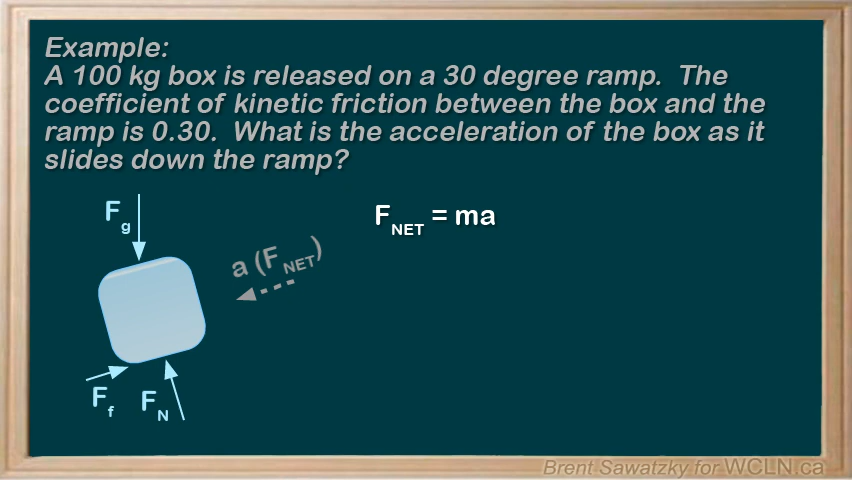 Example:
A 100 kg box is released on a 30 degree ramp.  The
coefficient of kinetic friction between the box and the
ramp is 0.30.  What is the acceleration of the box as it
slides down the ramp?
Fg
FNET = ma
a (FNET)
Ff
FN
Brent Sawatzky for WCLN.ca